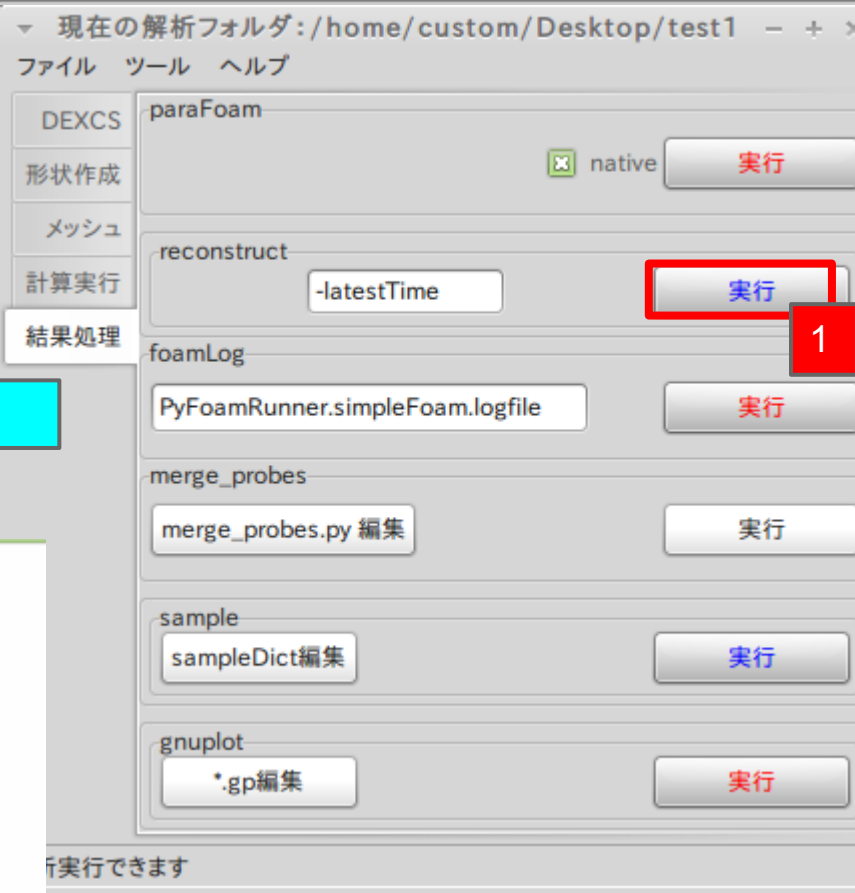 現在の解析フォルダ:/home/custom/Desktop/test1
ファイル ツール ヘルプ
DEXCS
形状作成
メッシュ
計算実行
結果処理
paraFoam
native 実行
reconstruct
-latestTime 実行
1
foamLog
PyFoamRunner.simpleFoam.logfile 実行
merge_probes
merge_probes.py 編集 実行
sample
sampleDict編集 実行
gnuplot
*.gp編集 実行
実行できます